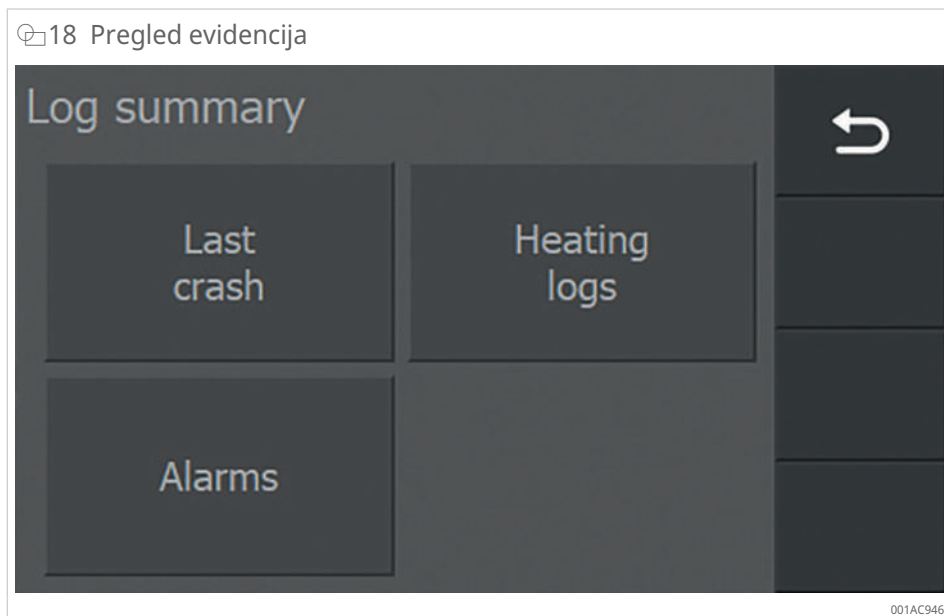 18 Pregled evidencija
Log summary
Last
crash
Heating
logs
Alarms
001AC946